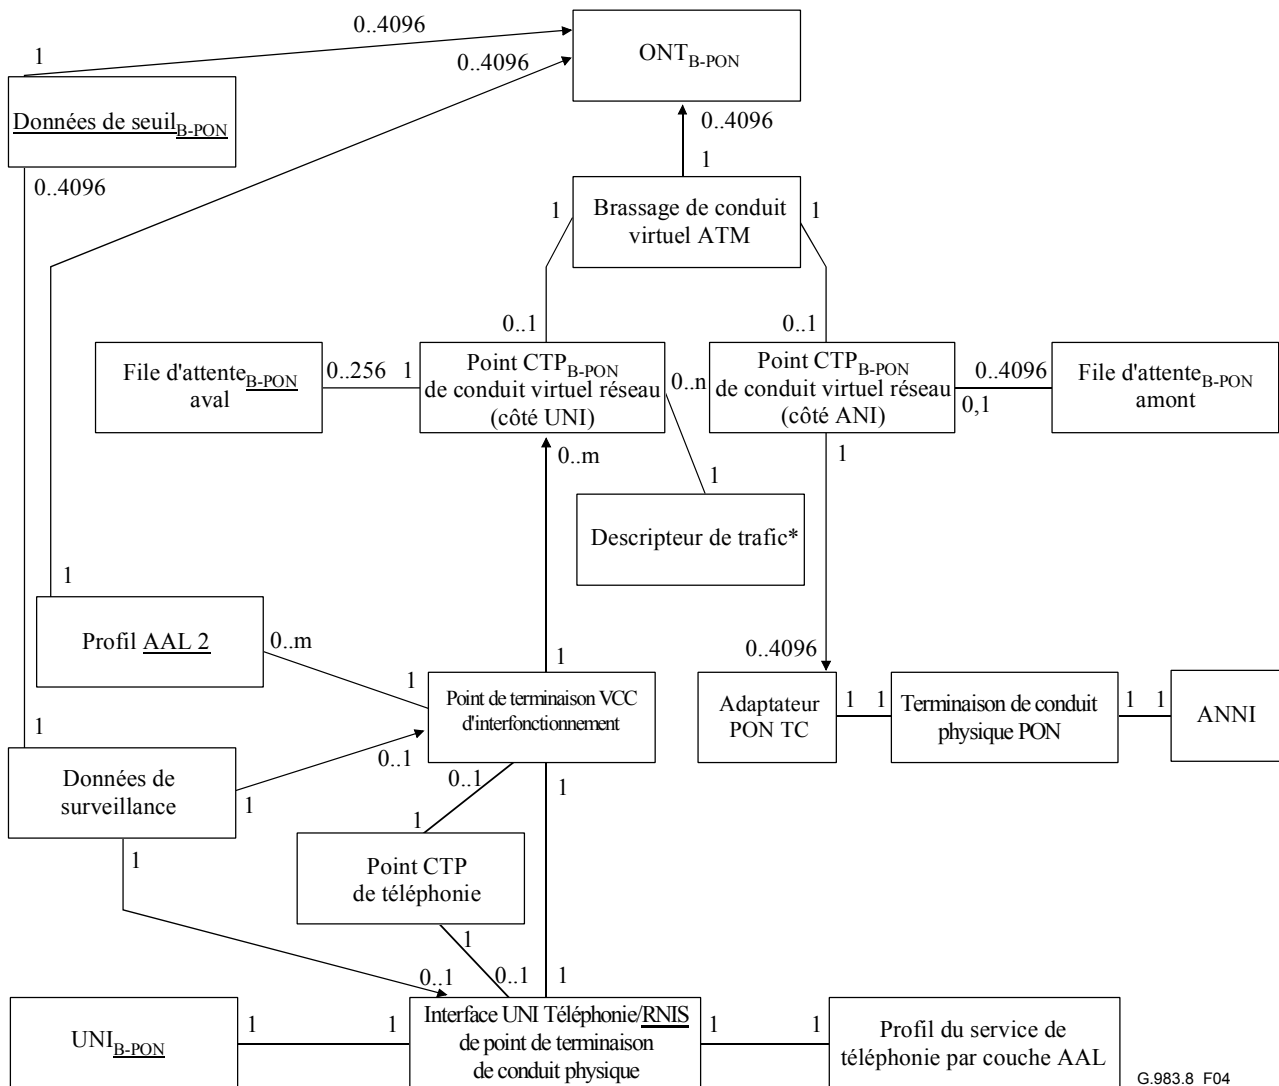 0..4096
1
ONT B-PON
0..4096
Données de seuil B-PON
0..4096
0..4096
1
1
Brassage de conduit
virtuel ATM
1
0..1
0..1
File d'attente B-PON
aval
0..256
1
Point CTP B-PON
de conduit virtuel réseau
(côté UNI)
0..n
Point CTP B-PON
de conduit virtuel réseau
(côté ANI)
0..4096
0,1
File d'attente B-PON
amont
0..m
1
1
Descripteur de trafic*
1
Profil AAL 2
0..m
1
0..4096
1
Point de terminaison VCC
d'interfonctionnement
Adaptateur
PON TC
1
1
Terminaison de conduit
physique PON
1
1
ANNI
1
Données de
surveillance
0..1
1
0..1
1
1
1
Point CTP
de téléphonie
1
0..1
0..1
1
UNI B-PON
1
1
Interface UNI Téléphonie/RNIS
de point de terminaison
de conduit physique
1
1
Profil du service de
téléphonie par couche AAL
G.983.8_F04